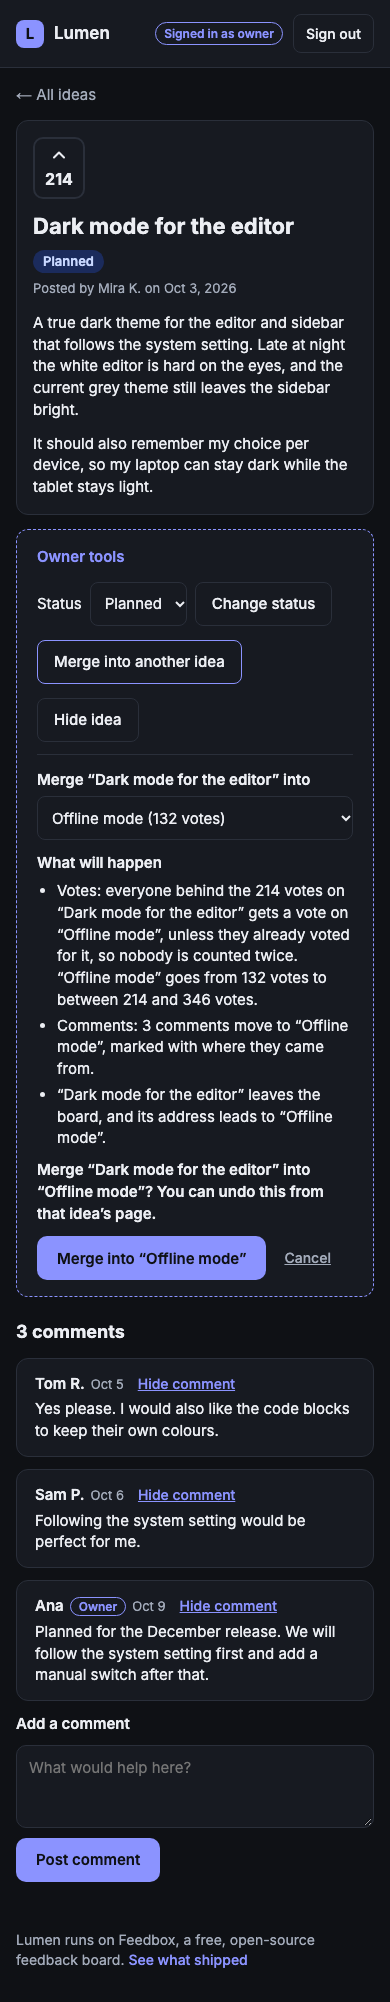 L Lumen Signed in as owner Sign out
← All ideas
214
Dark mode for the editor
Planned
Posted by Mira K. on Oct 3, 2026
A true dark theme for the editor and sidebar
that follows the system setting. Late at night
the white editor is hard on the eyes, and the
current grey theme still leaves the sidebar
bright.
It should also remember my choice per
device, so my laptop can stay dark while the
tablet stays light.
Owner tools
Status Planned Change status
Merge into another idea
Hide idea
Merge “Dark mode for the editor” into
Offline mode (132 votes)
What will happen
• Votes: everyone behind the 214 votes on
“Dark mode for the editor” gets a vote on
“Offline mode”, unless they already voted
for it, so nobody is counted twice.
“Offline mode” goes from 132 votes to
between 214 and 346 votes.
• Comments: 3 comments move to “Offline
mode”, marked with where they came
from.
• “Dark mode for the editor” leaves the
board, and its address leads to “Offline
mode”.
Merge “Dark mode for the editor” into
“Offline mode”? You can undo this from
that idea’s page.
Merge into “Offline mode” Cancel
3 comments
Tom R. Oct 5 Hide comment
Yes please. I would also like the code blocks
to keep their own colours.
Sam P. Oct 6 Hide comment
Following the system setting would be
perfect for me.
Ana Owner Oct 9 Hide comment
Planned for the December release. We will
follow the system setting first and add a
manual switch after that.
Add a comment
What would help here?
Post comment
Lumen runs on Feedbox, a free, open-source
feedback board. See what shipped